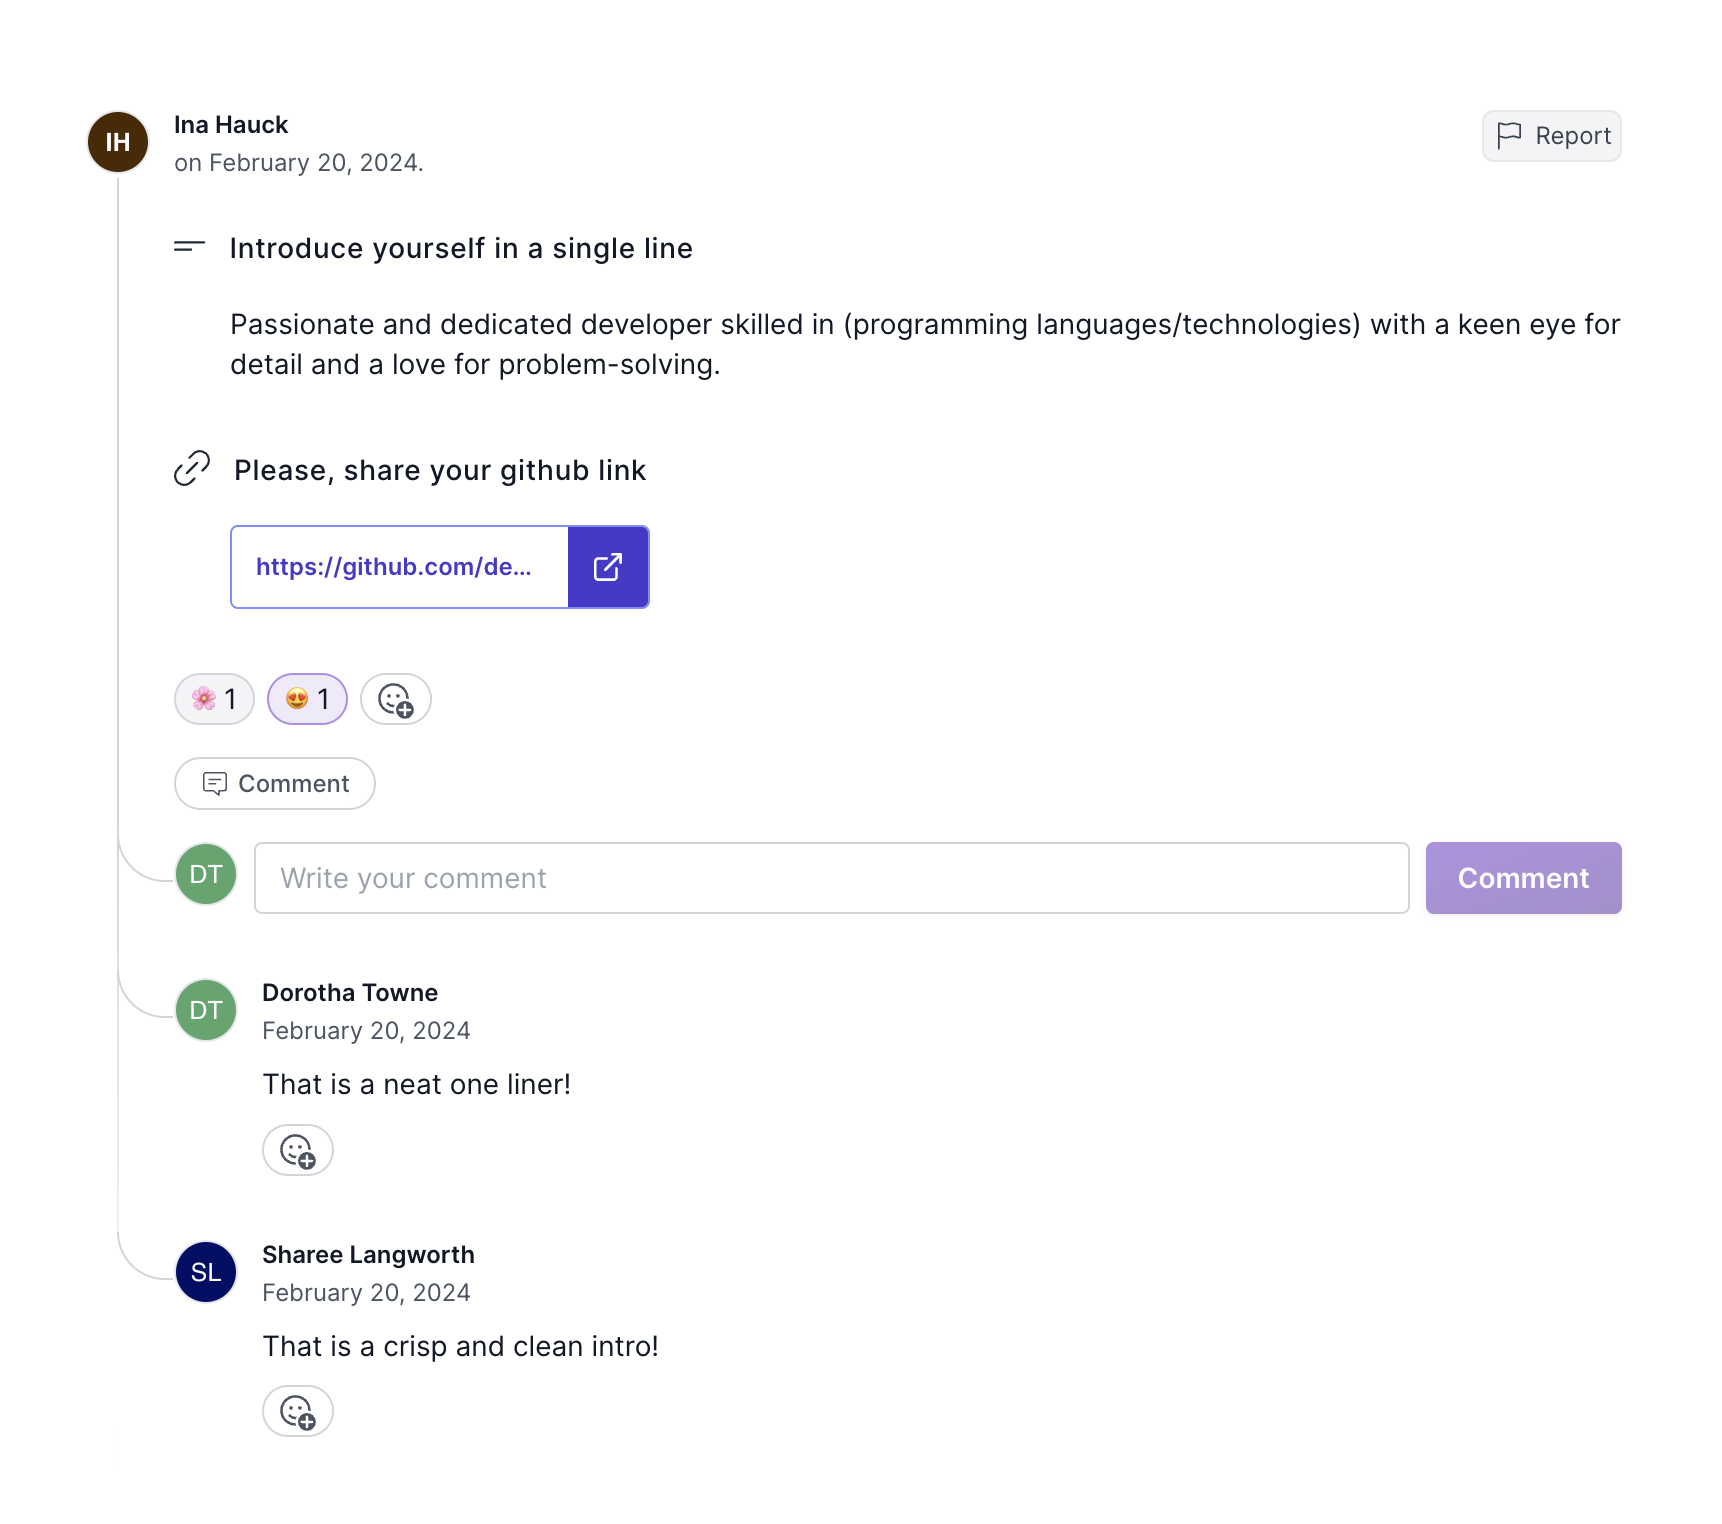 IH
Ina Hauck
on February 20, 2024.
Report
Introduce yourself in a single line
Passionate and dedicated developer skilled in (programming languages/technologies) with a keen eye for
detail and a love for problem-solving.
Please, share your github link
https://github.com/de...
🌸 1 😍 1
Comment
DT
Write your comment
Comment
DT
Dorotha Towne
February 20, 2024
That is a neat one liner!
SL
Sharee Langworth
February 20, 2024
That is a crisp and clean intro!